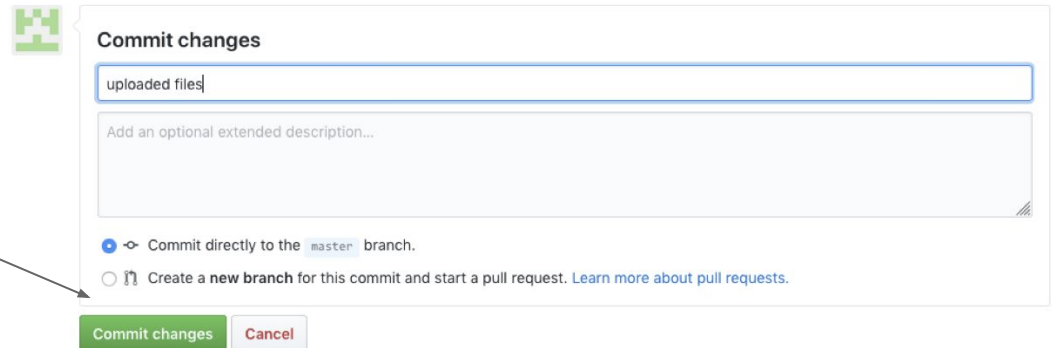 Commit changes
uploaded files
Add an optional extended description...
Commit directly to the master branch.
Create a new branch for this commit and start a pull request. Learn more about pull requests.
Commit changes Cancel